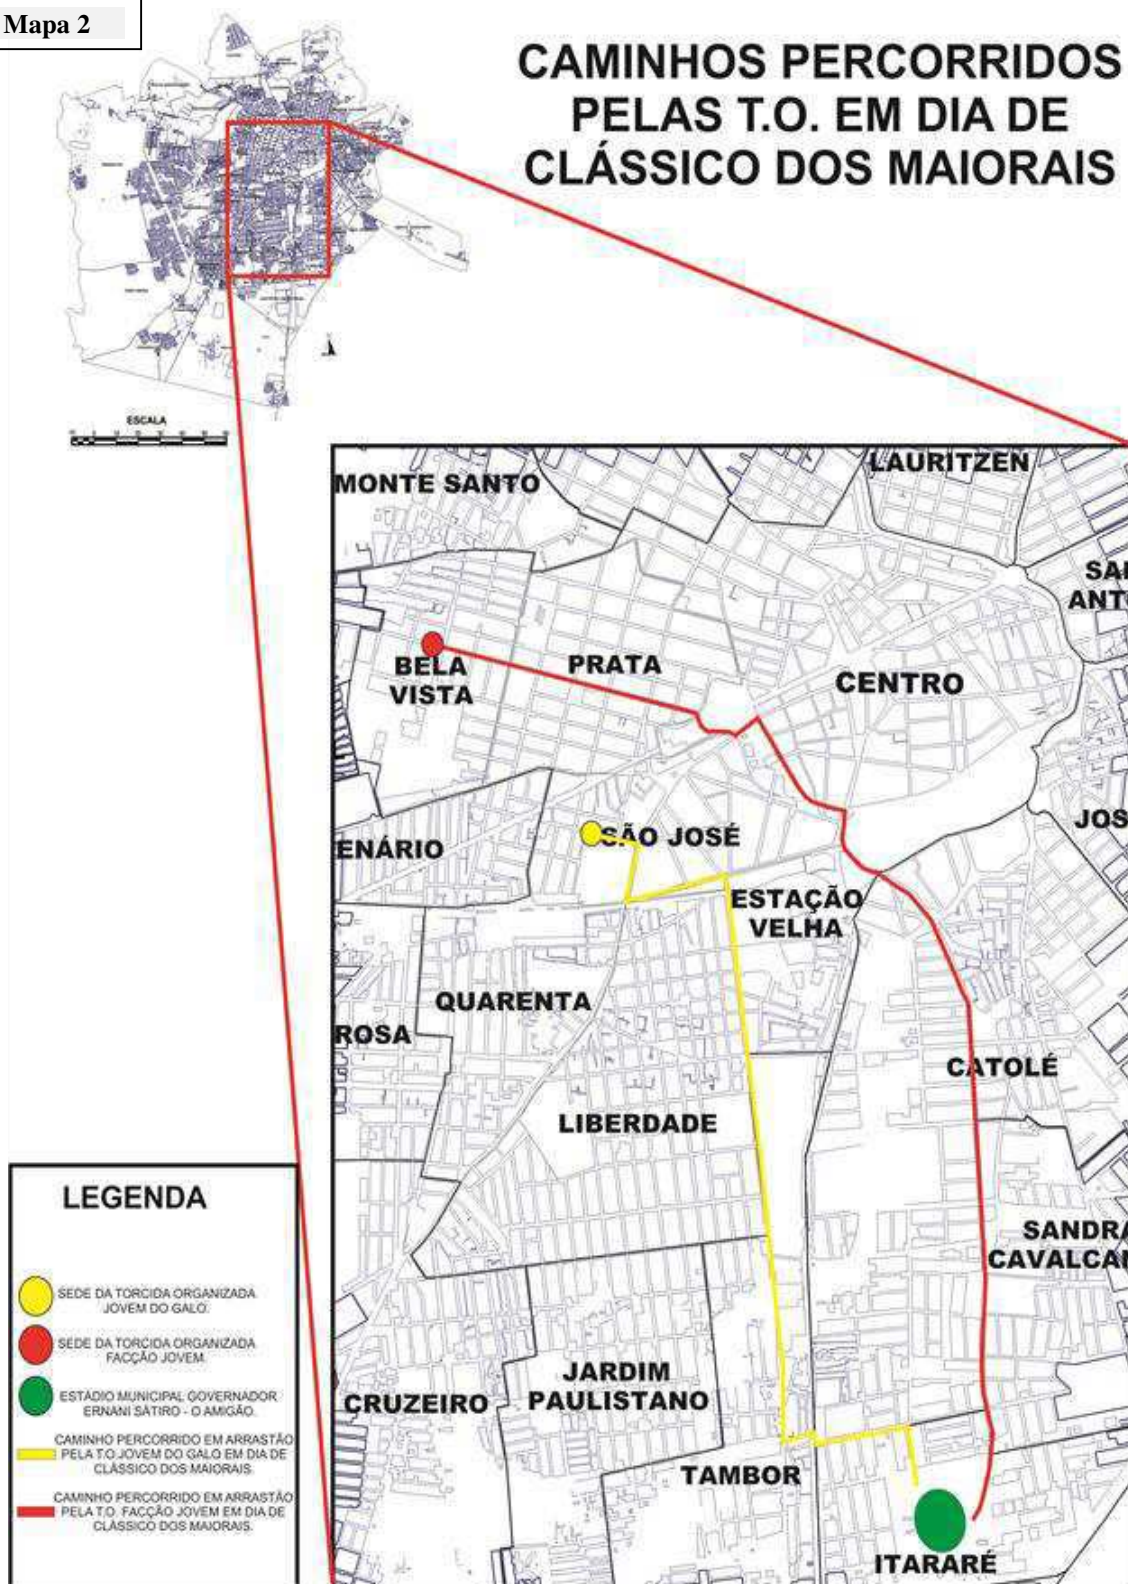 Mapa 2
CAMINHOS PERCORRIDOS
PELAS T.O. EM DIA DE
CLÁSSICO DOS MAIORAIS
ESCALA
MONTE SANTO
LAURITZEN
SAN
ANTO
BELA
VISTA
PRATA
CENTRO
ENÁRIO
SÃO JOSÉ
JOS
ESTAÇÃO
VELHA
QUARENTA
ROSA
CATOLÉ
LIBERDADE
SANDRA
CAVALCAN
JARDIM
PAULISTANO
CRUZEIRO
TAMBOR
ITARARÉ
LEGENDA
SEDE DA TORCIDA ORGANIZADA
JOVEM DO GALO.
SEDE DA TORCIDA ORGANIZADA
FACÇÃO JOVEM.
ESTÁDIO MUNICIPAL GOVERNADOR
ERNANI SÁTIRO - O AMIGÃO.
CAMINHO PERCORRIDO EM ARRASTÃO
PELA T.O JOVEM DO GALO EM DIA DE
CLÁSSICO DOS MAIORAIS.
CAMINHO PERCORRIDO EM ARRASTÃO
PELA T.O. FACÇÃO JOVEM EM DIA DE
CLÁSSICO DOS MAIORAIS.